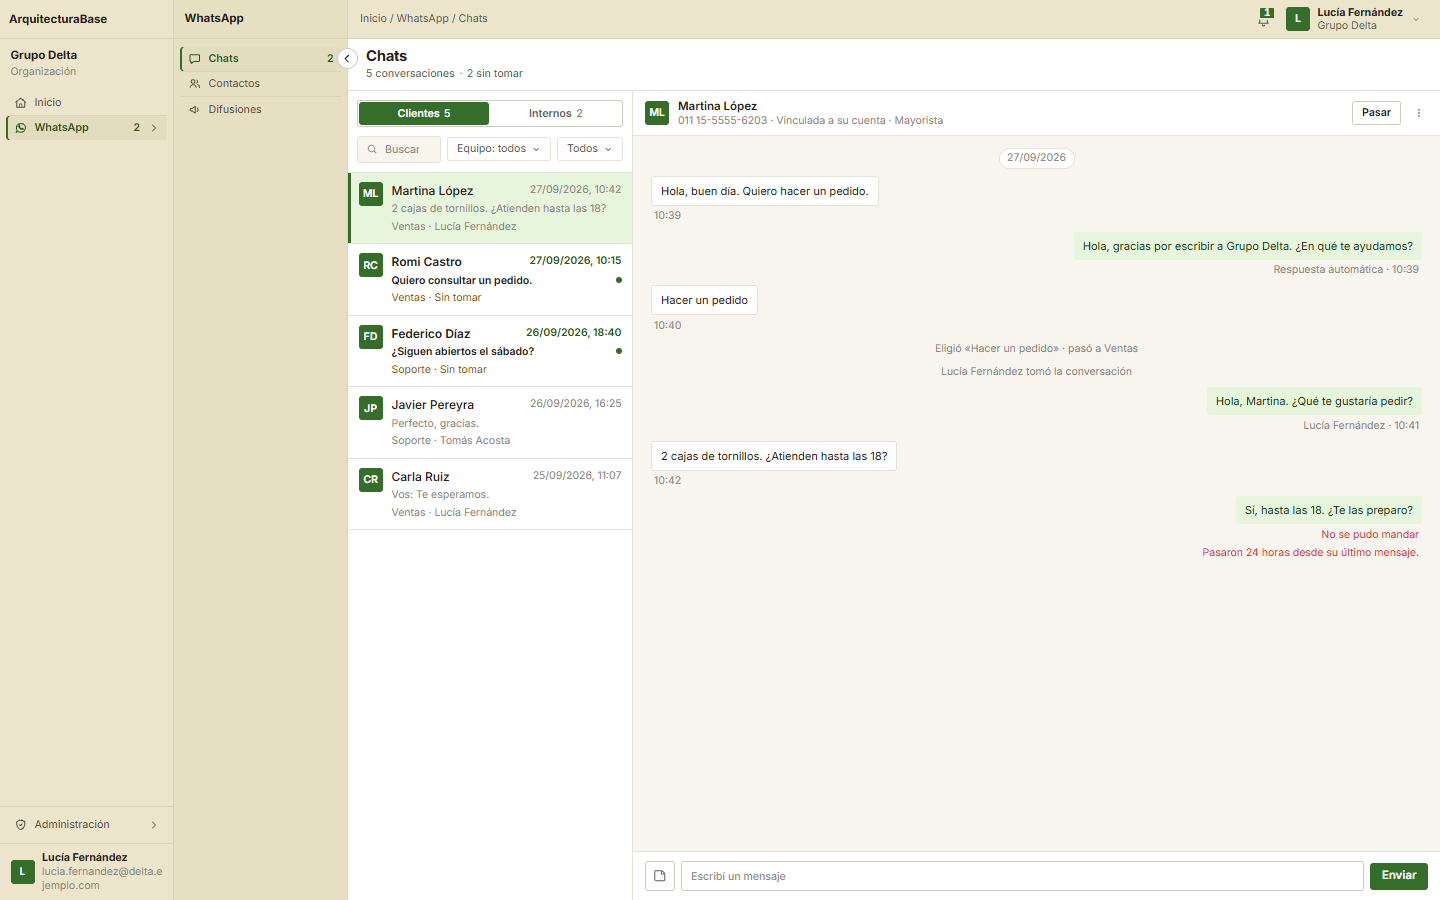 ArquitecturaBase
Grupo Delta
Organización
Inicio
WhatsApp 2
Administración
L
Lucía Fernández
lucia.fernandez@delta.e
jemplo.com
WhatsApp
Chats 2
Contactos
Difusiones
Inicio / WhatsApp / Chats
1
L
Lucía Fernández
Grupo Delta
Chats
5 conversaciones · 2 sin tomar
Clientes 5
Internos 2
Buscar
Equipo: todos
Todos
ML
Martina López 27/09/2026, 10:42
2 cajas de tornillos. ¿Atienden hasta las 18?
Ventas · Lucía Fernández
RC
Romi Castro 27/09/2026, 10:15
Quiero consultar un pedido.
Ventas · Sin tomar
FD
Federico Díaz 26/09/2026, 18:40
¿Siguen abiertos el sábado?
Soporte · Sin tomar
JP
Javier Pereyra 26/09/2026, 16:25
Perfecto, gracias.
Soporte · Tomás Acosta
CR
Carla Ruiz 25/09/2026, 11:07
Vos: Te esperamos.
Ventas · Lucía Fernández
ML
Martina López
011 15-5555-6203 · Vinculada a su cuenta · Mayorista
Pasar
27/09/2026
Hola, buen día. Quiero hacer un pedido.
10:39
Hola, gracias por escribir a Grupo Delta. ¿En qué te ayudamos?
Respuesta automática · 10:39
Hacer un pedido
10:40
Eligió «Hacer un pedido» · pasó a Ventas
Lucía Fernández tomó la conversación
Hola, Martina. ¿Qué te gustaría pedir?
Lucía Fernández · 10:41
2 cajas de tornillos. ¿Atienden hasta las 18?
10:42
Sí, hasta las 18. ¿Te las preparo?
No se pudo mandar
Pasaron 24 horas desde su último mensaje.
Escribí un mensaje
Enviar